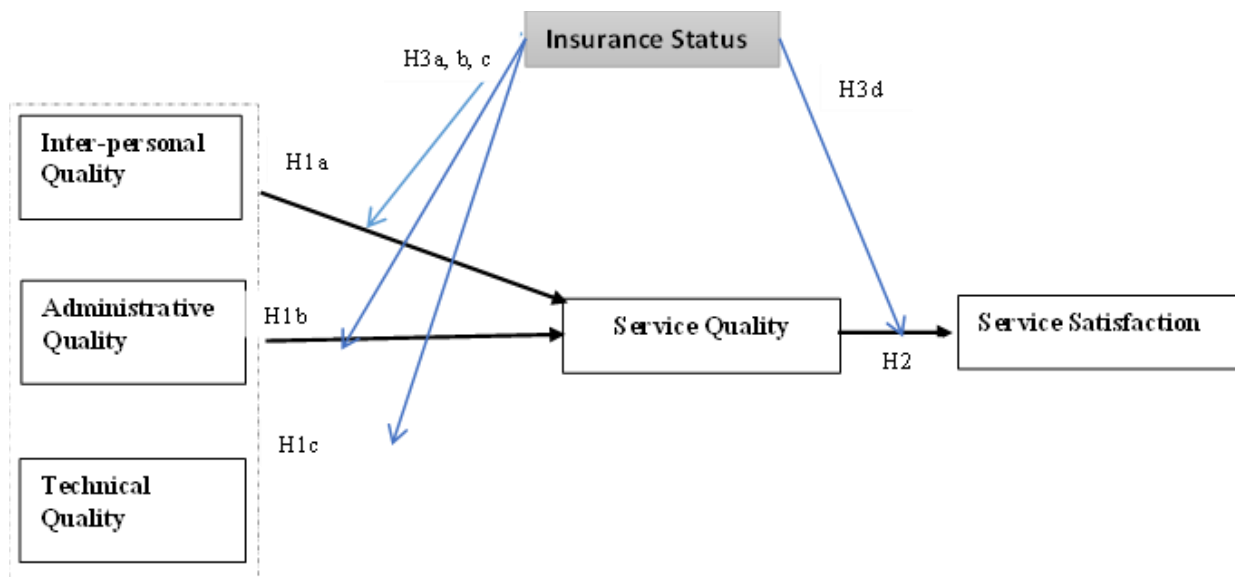 Insurance Status
H3a, b, c
H3d
Inter-personal
Quality
H1a
Administrative
Quality
H1b
Service Quality
H2
Service Satisfaction
H1c
Technical
Quality